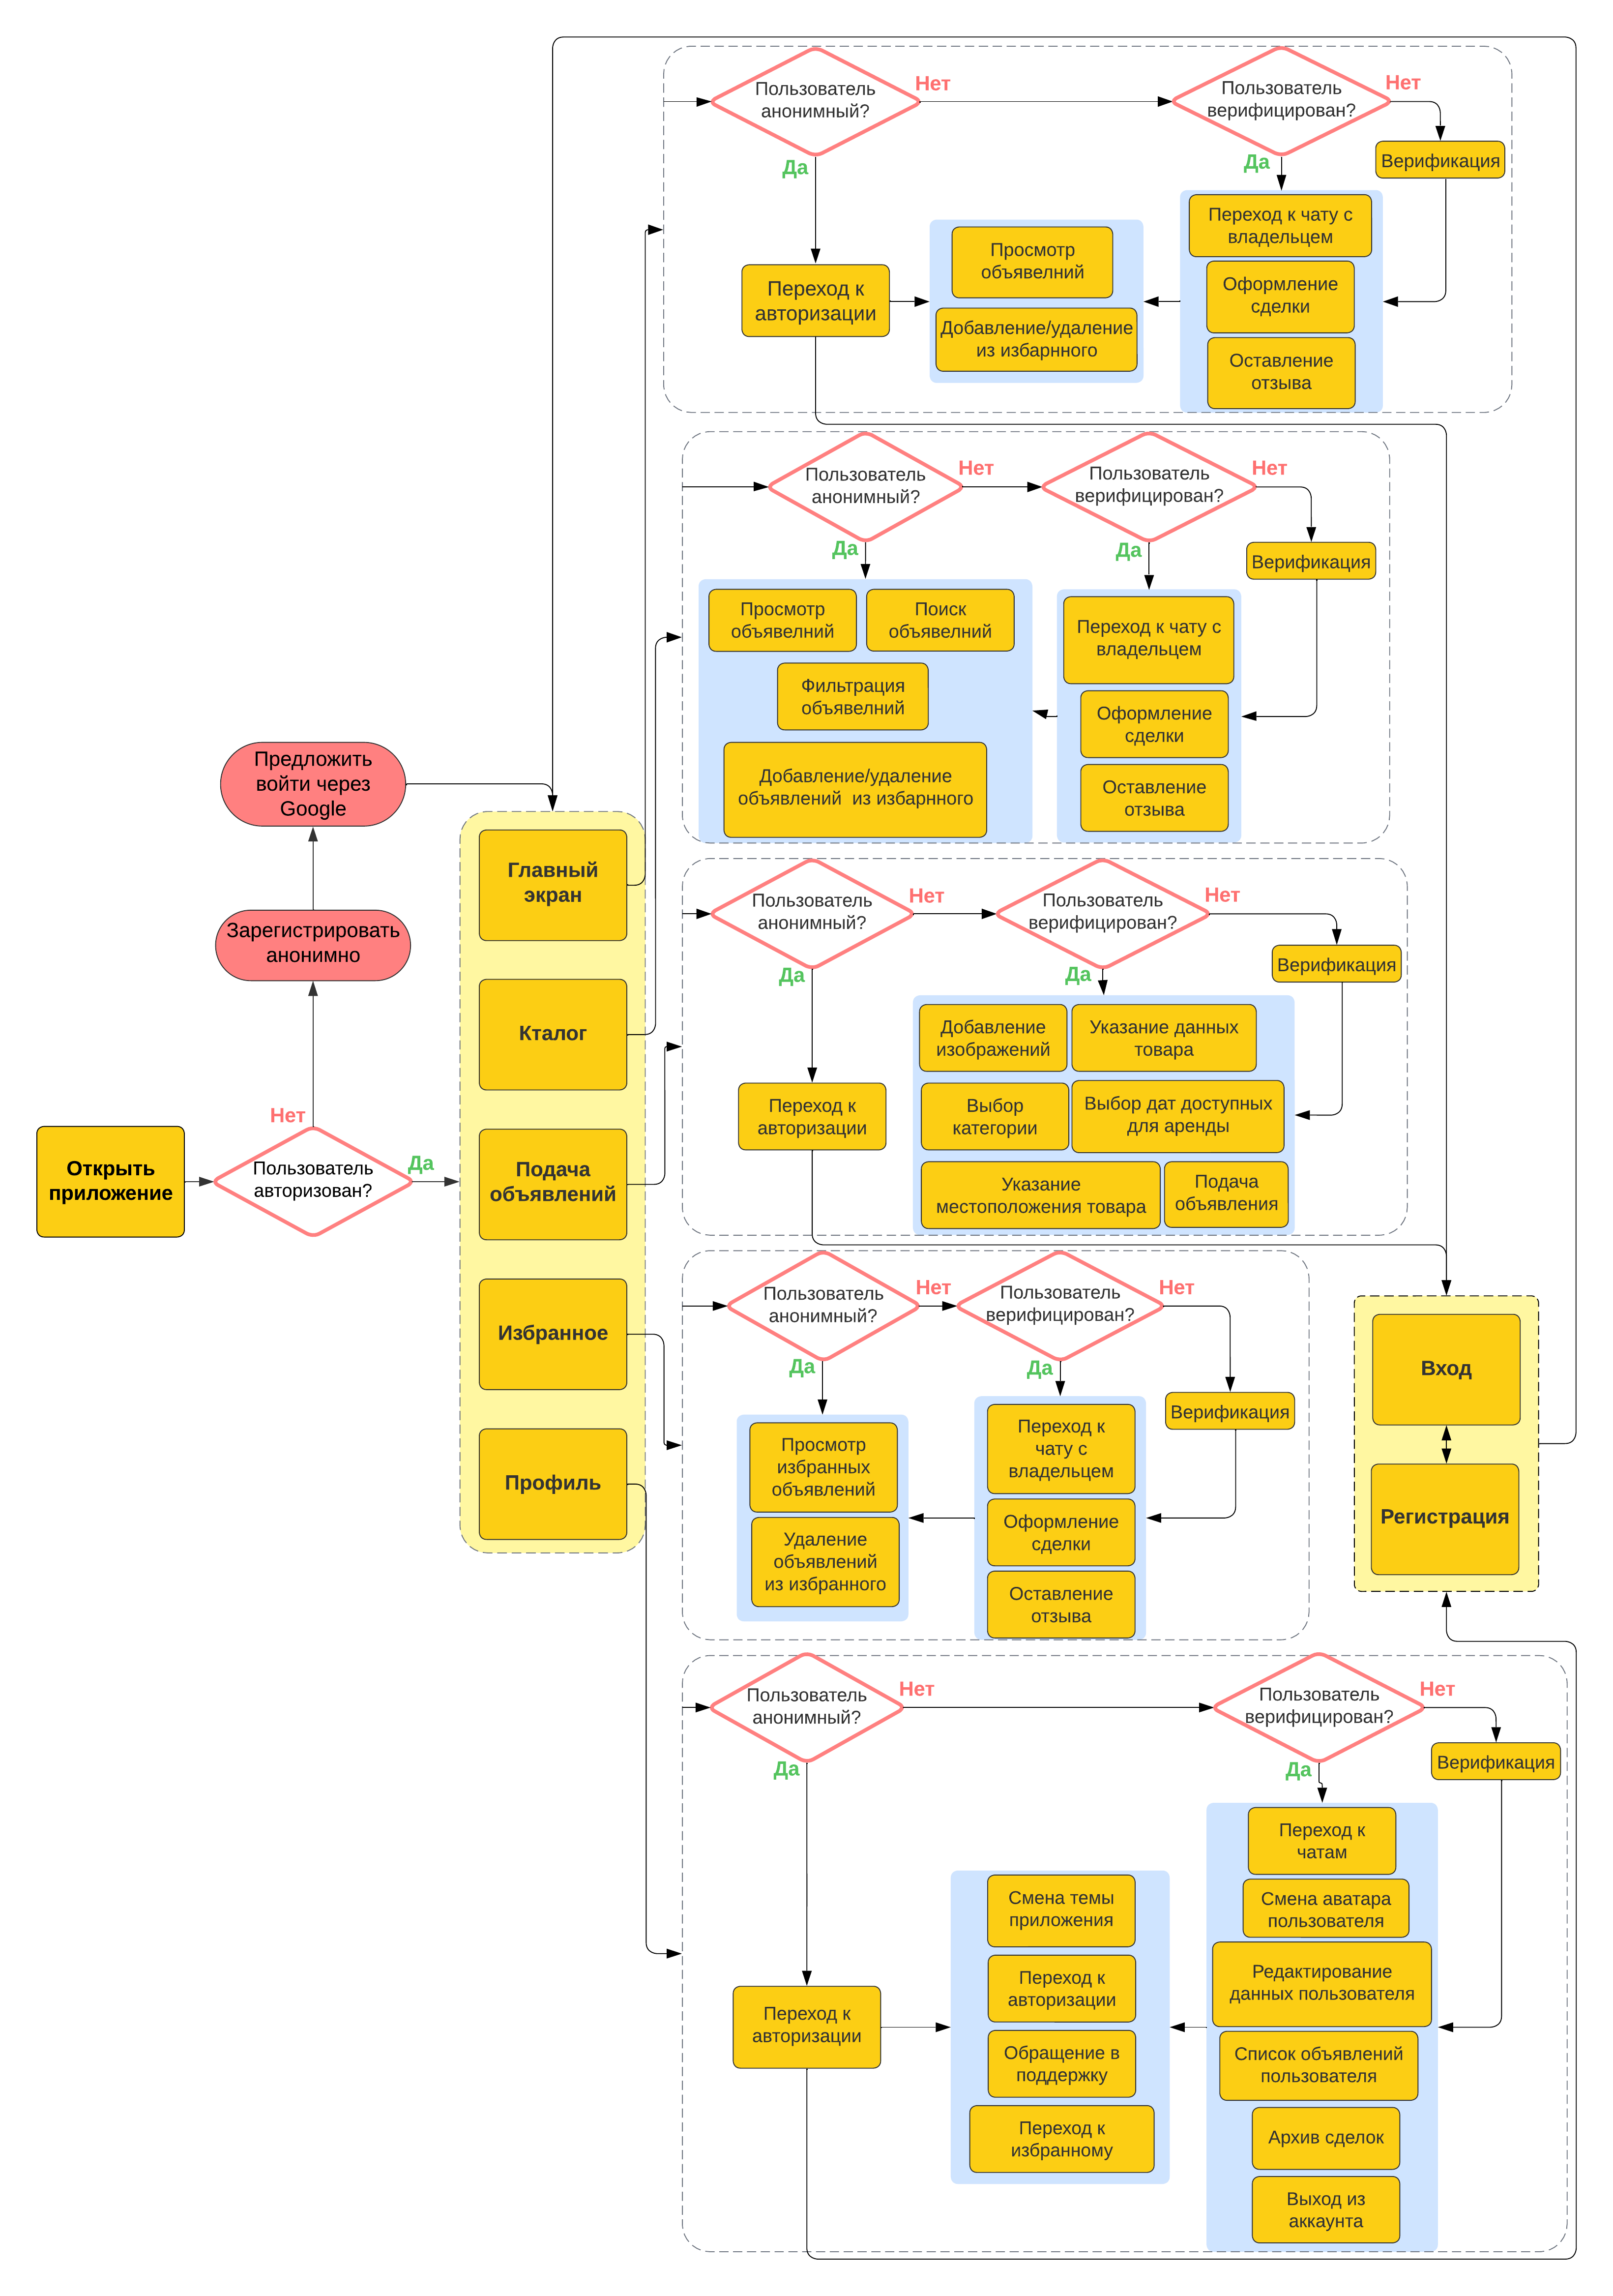 Пользователь
анонимный?
Нет
Да
Пользователь
верифицирован?
Нет
Да
Верификация
Переход к
авторизации
Просмотр
объявелний
Добавление/удаление
из избарнного
Переход к чату с
владельцем
Оформление
сделки
Оставление
отзыва
Пользователь
анонимный?
Нет
Да
Пользователь
верифицирован?
Нет
Да
Верификация
Просмотр
объявелний
Поиск
объявелний
Фильтрация
объявелний
Добавление/удаление
объявлений  из избарнного
Переход к чату с
владельцем
Оформление
сделки
Оставление
отзыва
Предложить
войти через
Google
Зарегистрировать
анонимно
Нет
Открыть
приложение
Пользователь
авторизован?
Да
Главный
экран
Кталог
Подача
объявлений
Избранное
Профиль
Пользователь
анонимный?
Нет
Да
Пользователь
верифицирован?
Нет
Да
Верификация
Переход к
авторизации
Добавление
изображений
Указание данных
товара
Выбор
категории
Выбор дат доступных
для аренды
Указание
местоположения товара
Подача
объявления
Пользователь
анонимный?
Нет
Да
Пользователь
верифицирован?
Нет
Да
Верификация
Просмотр
избранных
объявлений
Удаление
объявлений
из избранного
Переход к
чату с
владельцем
Оформление
сделки
Оставление
отзыва
Вход
Регистрация
Пользователь
анонимный?
Нет
Да
Пользователь
верифицирован?
Нет
Да
Верификация
Переход к
авторизации
Смена темы
приложения
Переход к
авторизации
Обращение в
поддержку
Переход к
избранному
Переход к
чатам
Смена аватара
пользователя
Редактирование
данных пользователя
Список объявлений
пользователя
Архив сделок
Выход из
аккаунта